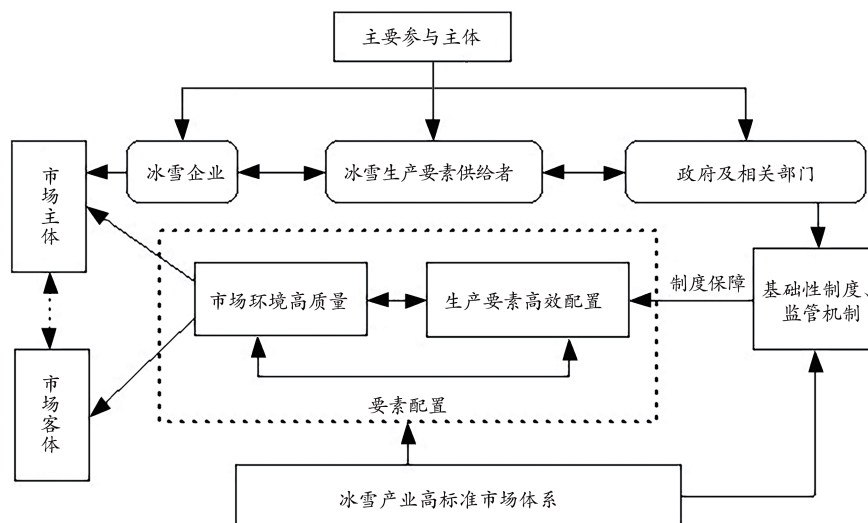 主要参与主体
冰雪企业
冰雪生产要素供给者
政府及相关部门
市场主体
市场环境高质量
生产要素高效配置
制度保障
基础性制度、
监管机制
市场客体
要素配置
冰雪产业高标准市场体系